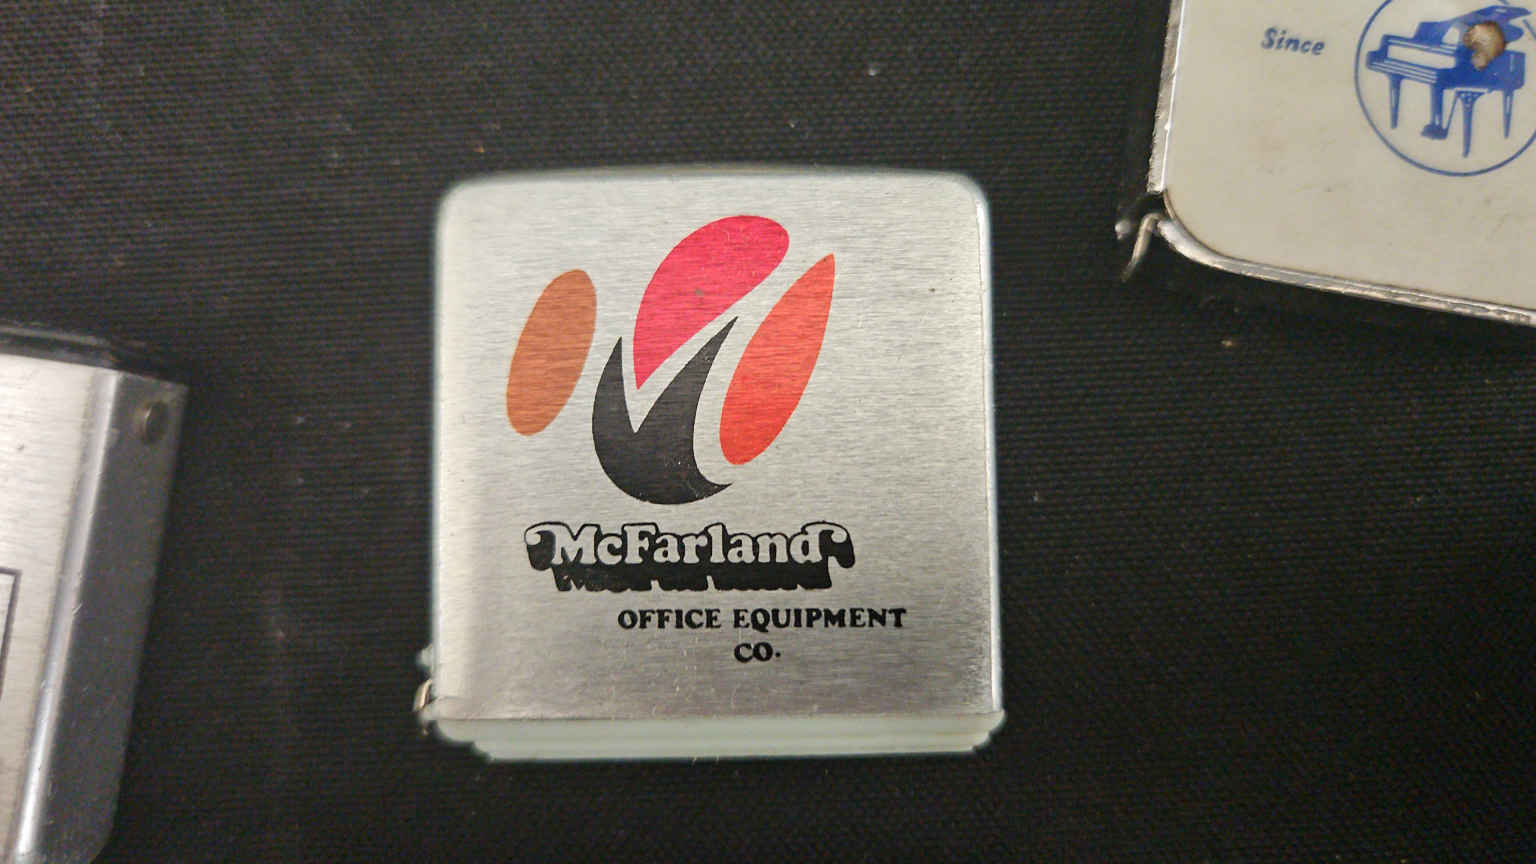 Since
McFarland
OFFICE EQUIPMENT
CO.